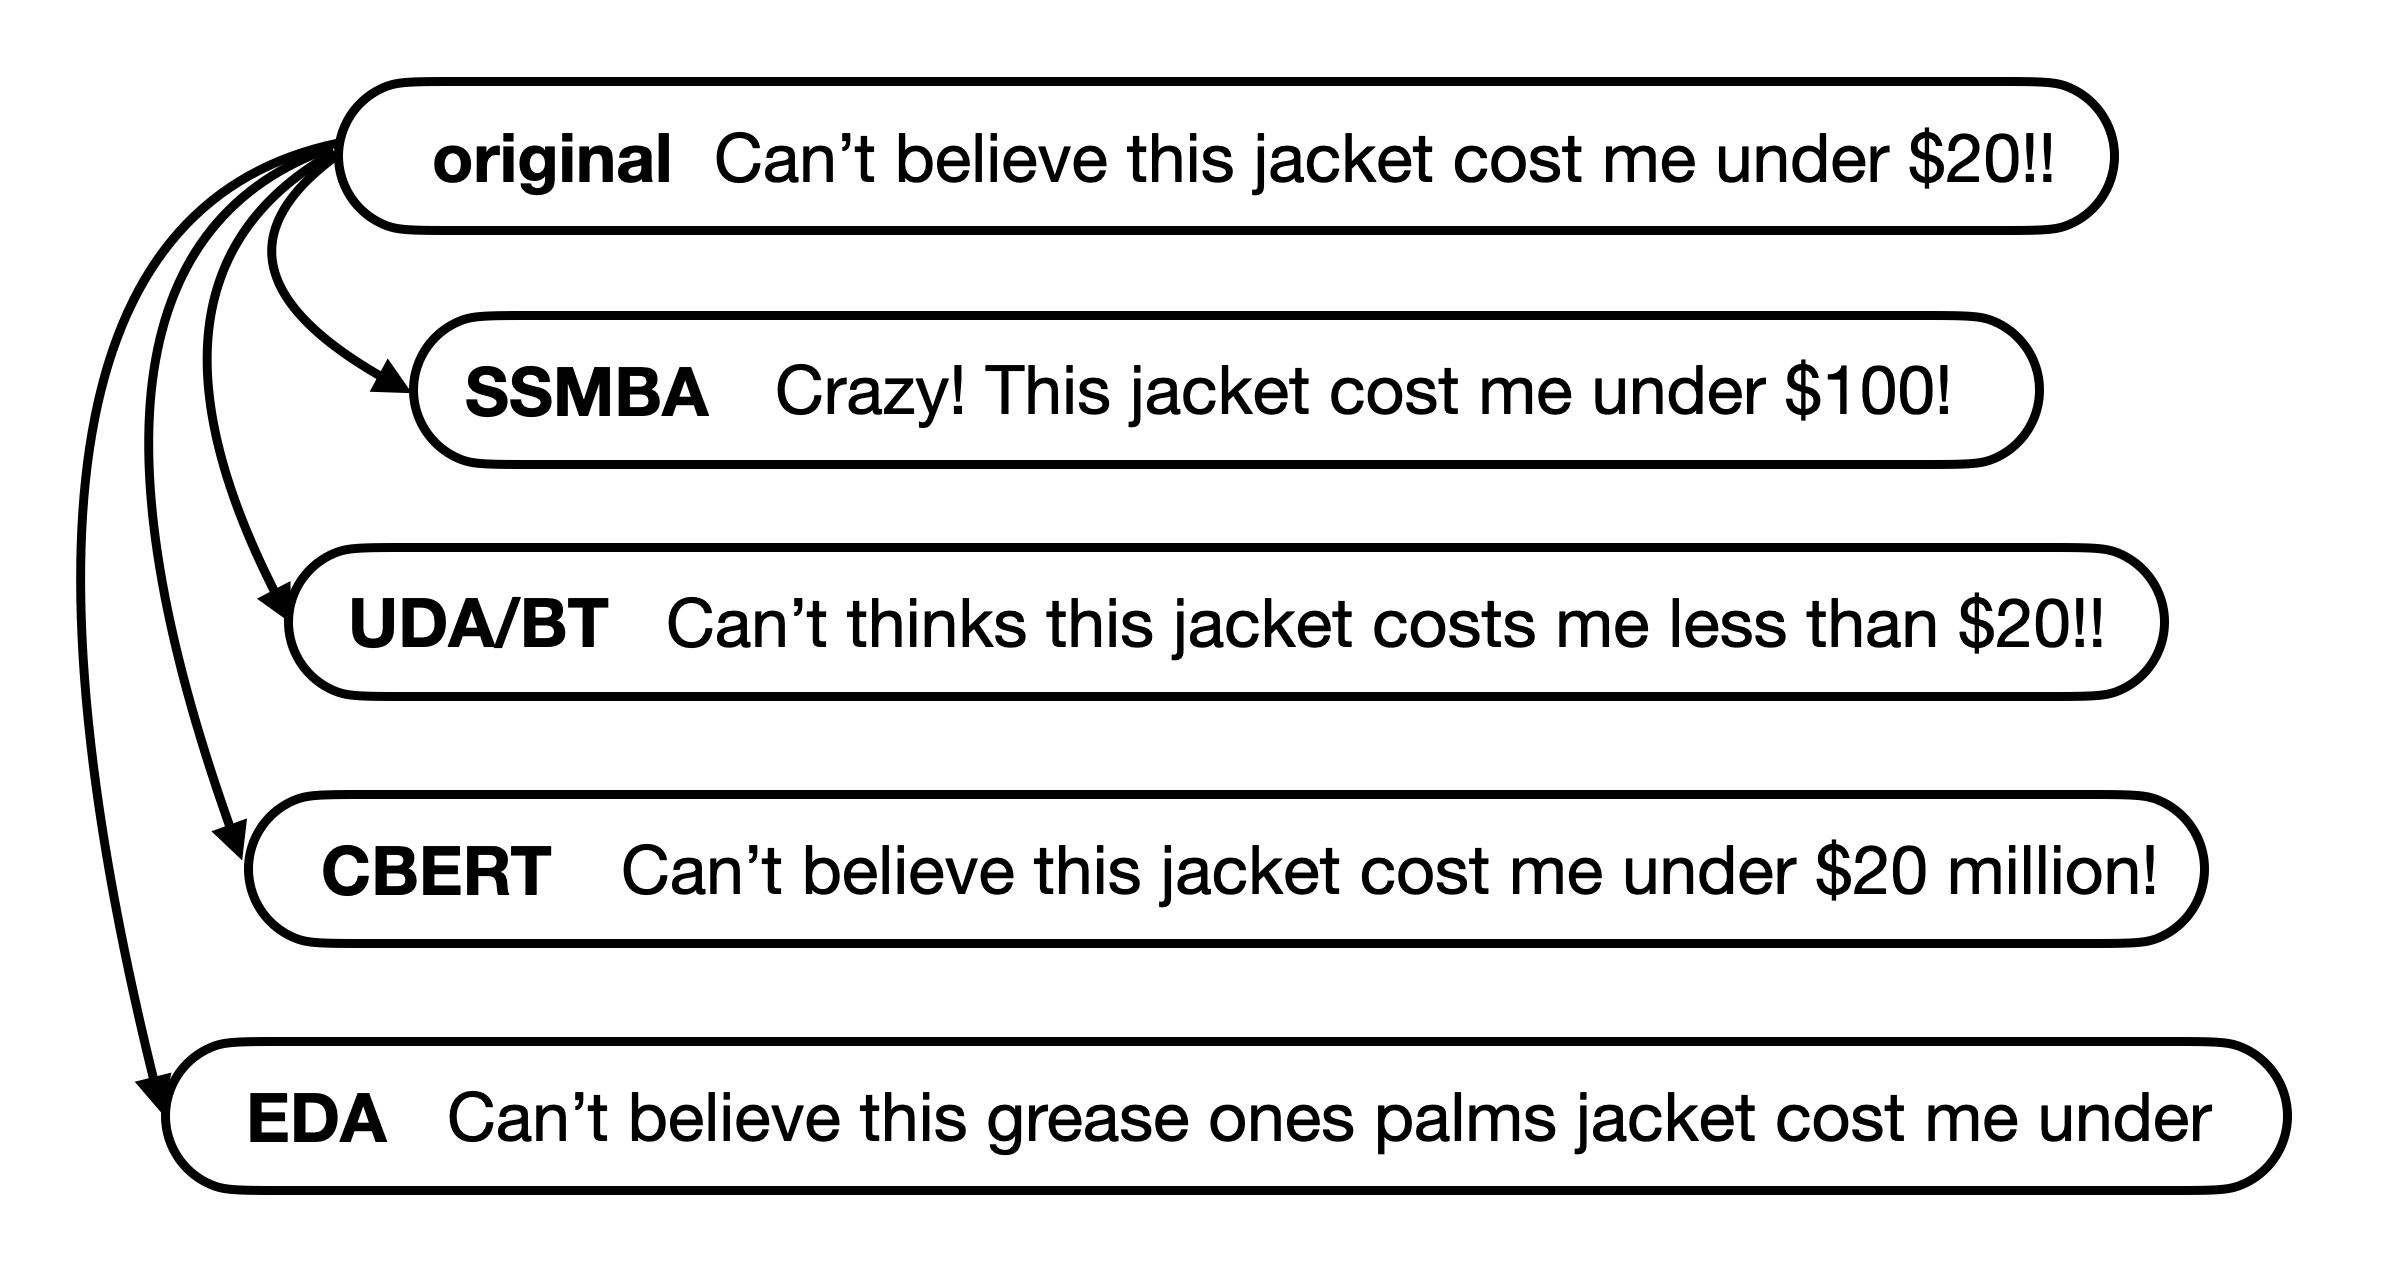 original Can’t believe this jacket cost me under $20!!
SSMBA Crazy! This jacket cost me under $100!
UDA/BT Can’t thinks this jacket costs me less than $20!!
CBERT Can’t believe this jacket cost me under $20 million!
EDA Can’t believe this grease ones palms jacket cost me under